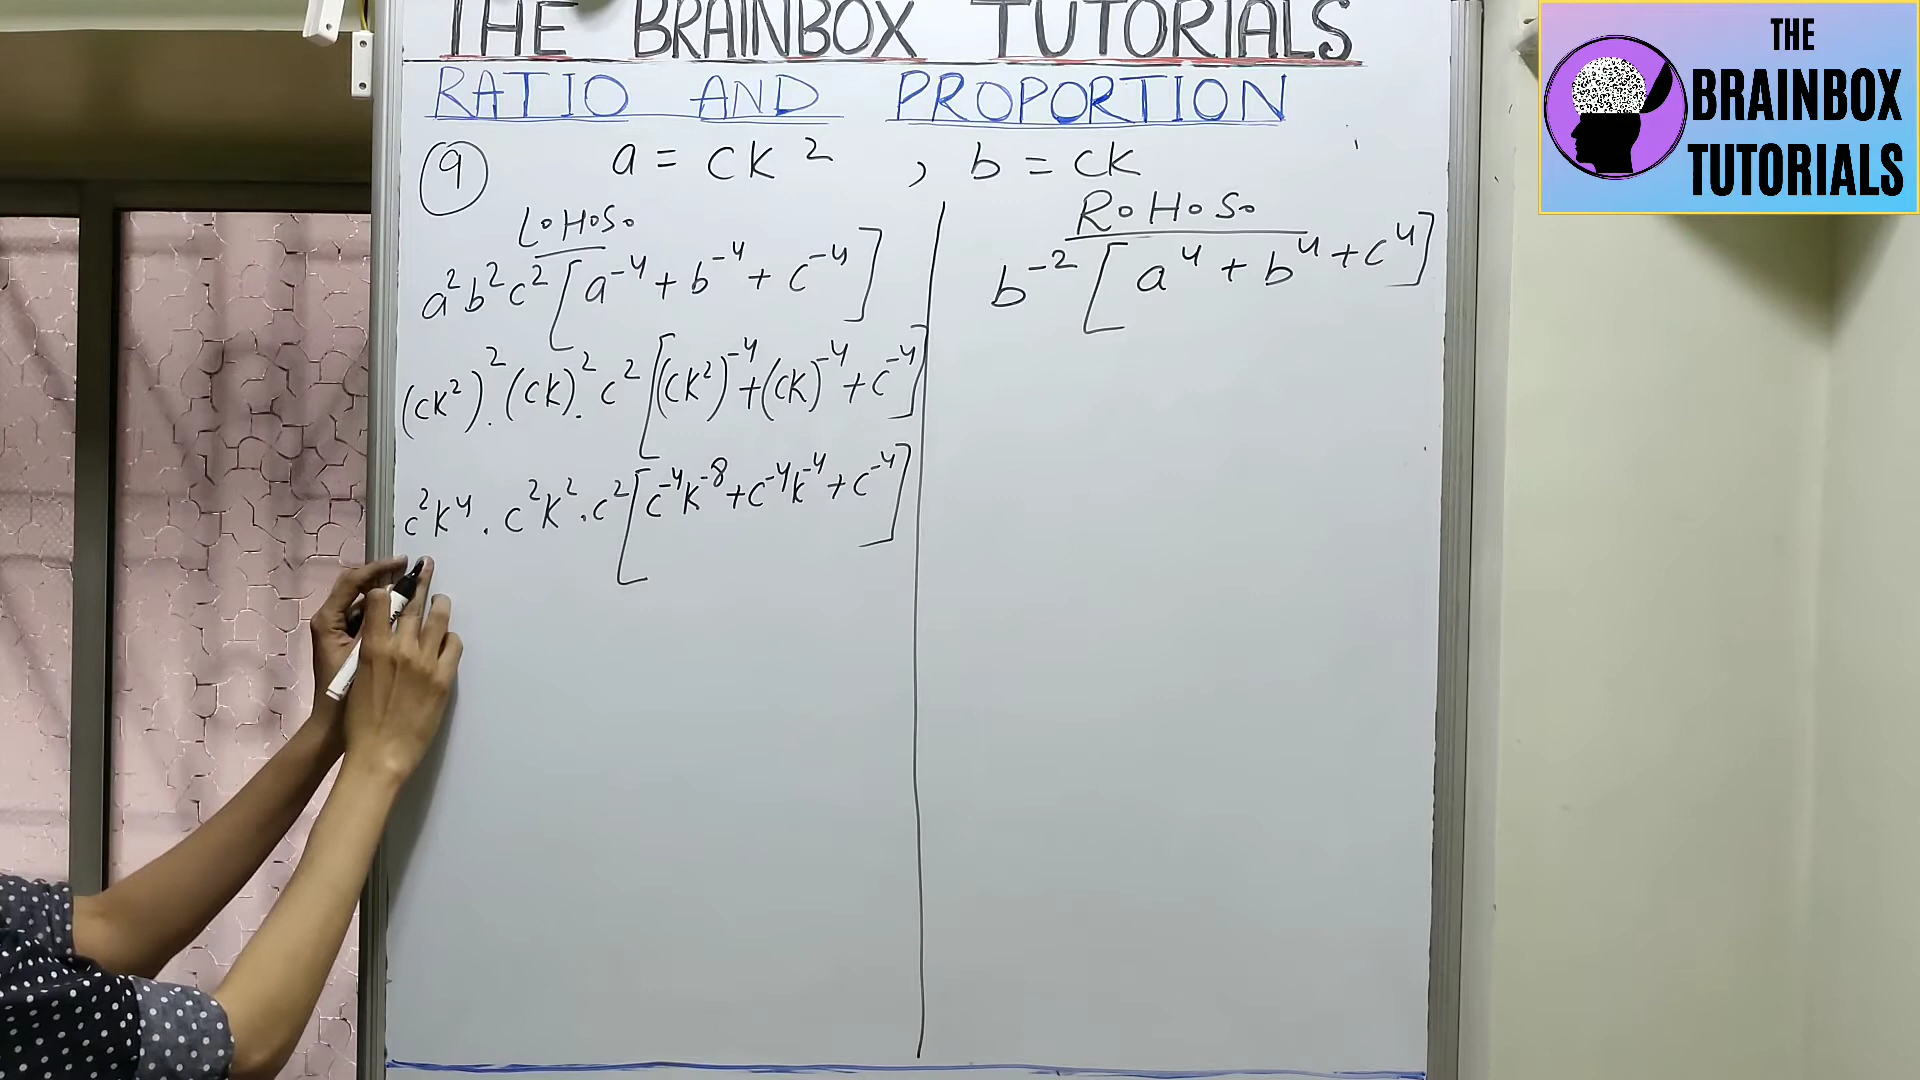 THE BRAINBOX TUTORIALS
RATIO AND PROPORTION
9 a = ck² , b = ck
L.H.S.
a²b²c²[a⁻⁴ + b⁻⁴ + c⁻⁴]
(ck²)².(ck)².c²[(ck²)⁻⁴+(ck)⁻⁴+c⁻⁴]
c²k⁴ . c²k².c²[c⁻⁴k⁻⁸+c⁻⁴k⁻⁴+c⁻⁴]
R.H.S.
b⁻²[a⁴ + b⁴ + c⁴]
THE
BRAINBOX
TUTORIALS